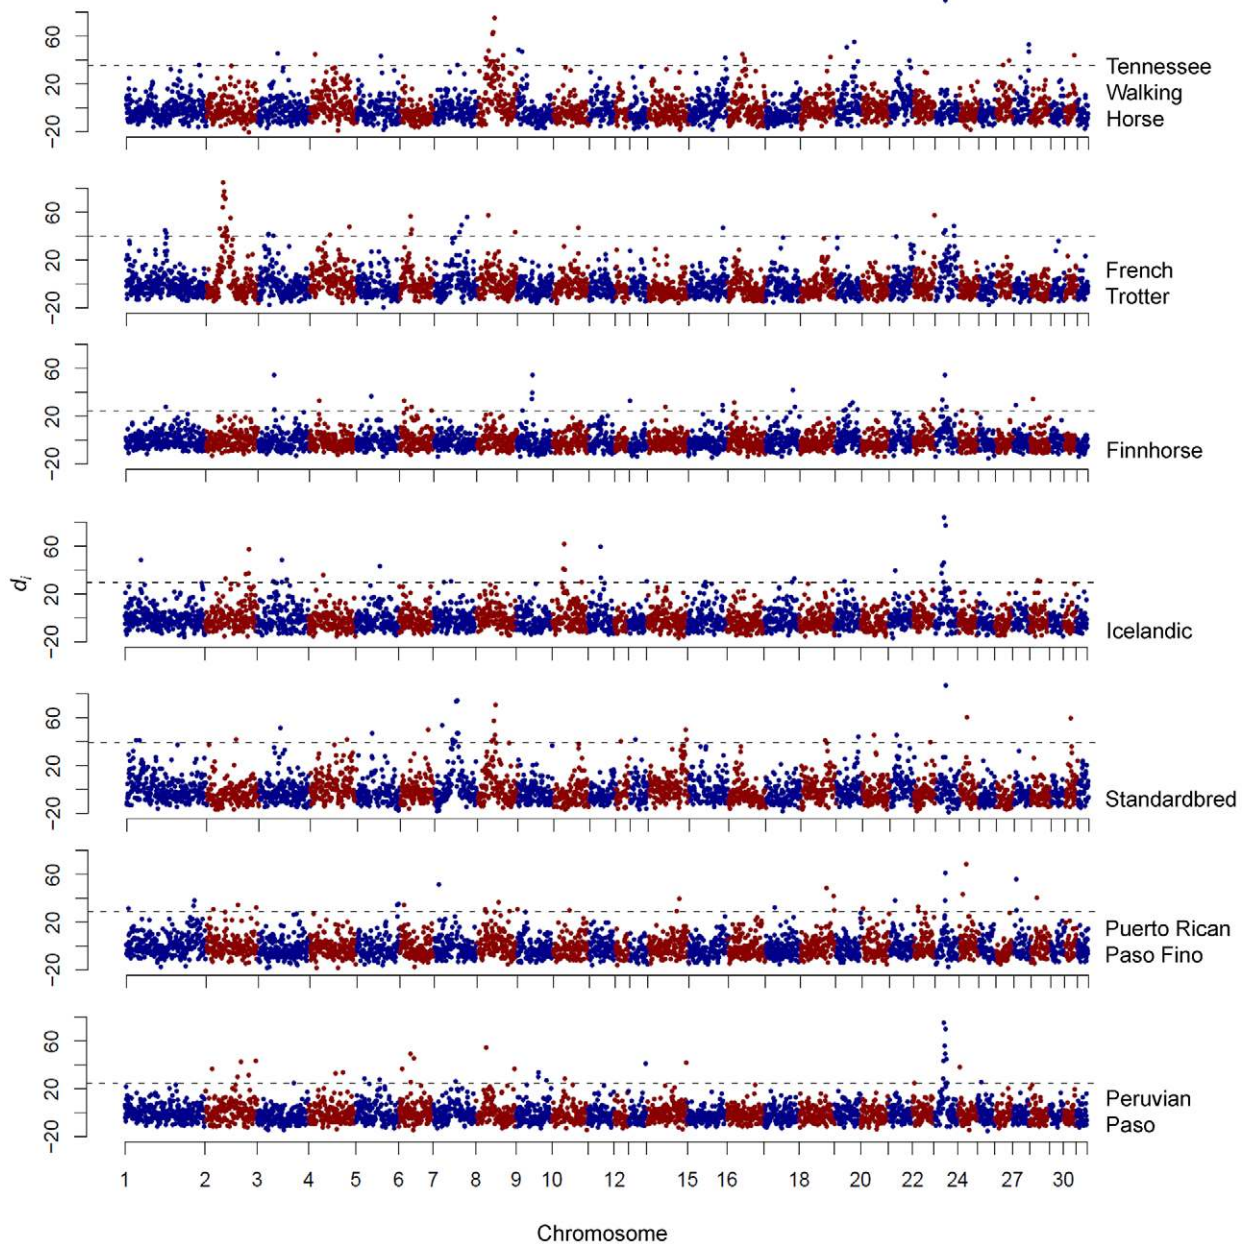 60
20
-20
Tennessee
Walking
Horse
60
20
-20
French
Trotter
60
20
-20
Finnhorse
60
20
-20
Icelandic
d_i
60
20
-20
Standardbred
60
20
-20
Puerto Rican
Paso Fino
60
20
-20
Peruvian
Paso
1 2 3 4 5 6 7 8 9 10 12 15 16 18 20 22 24 27 30
Chromosome